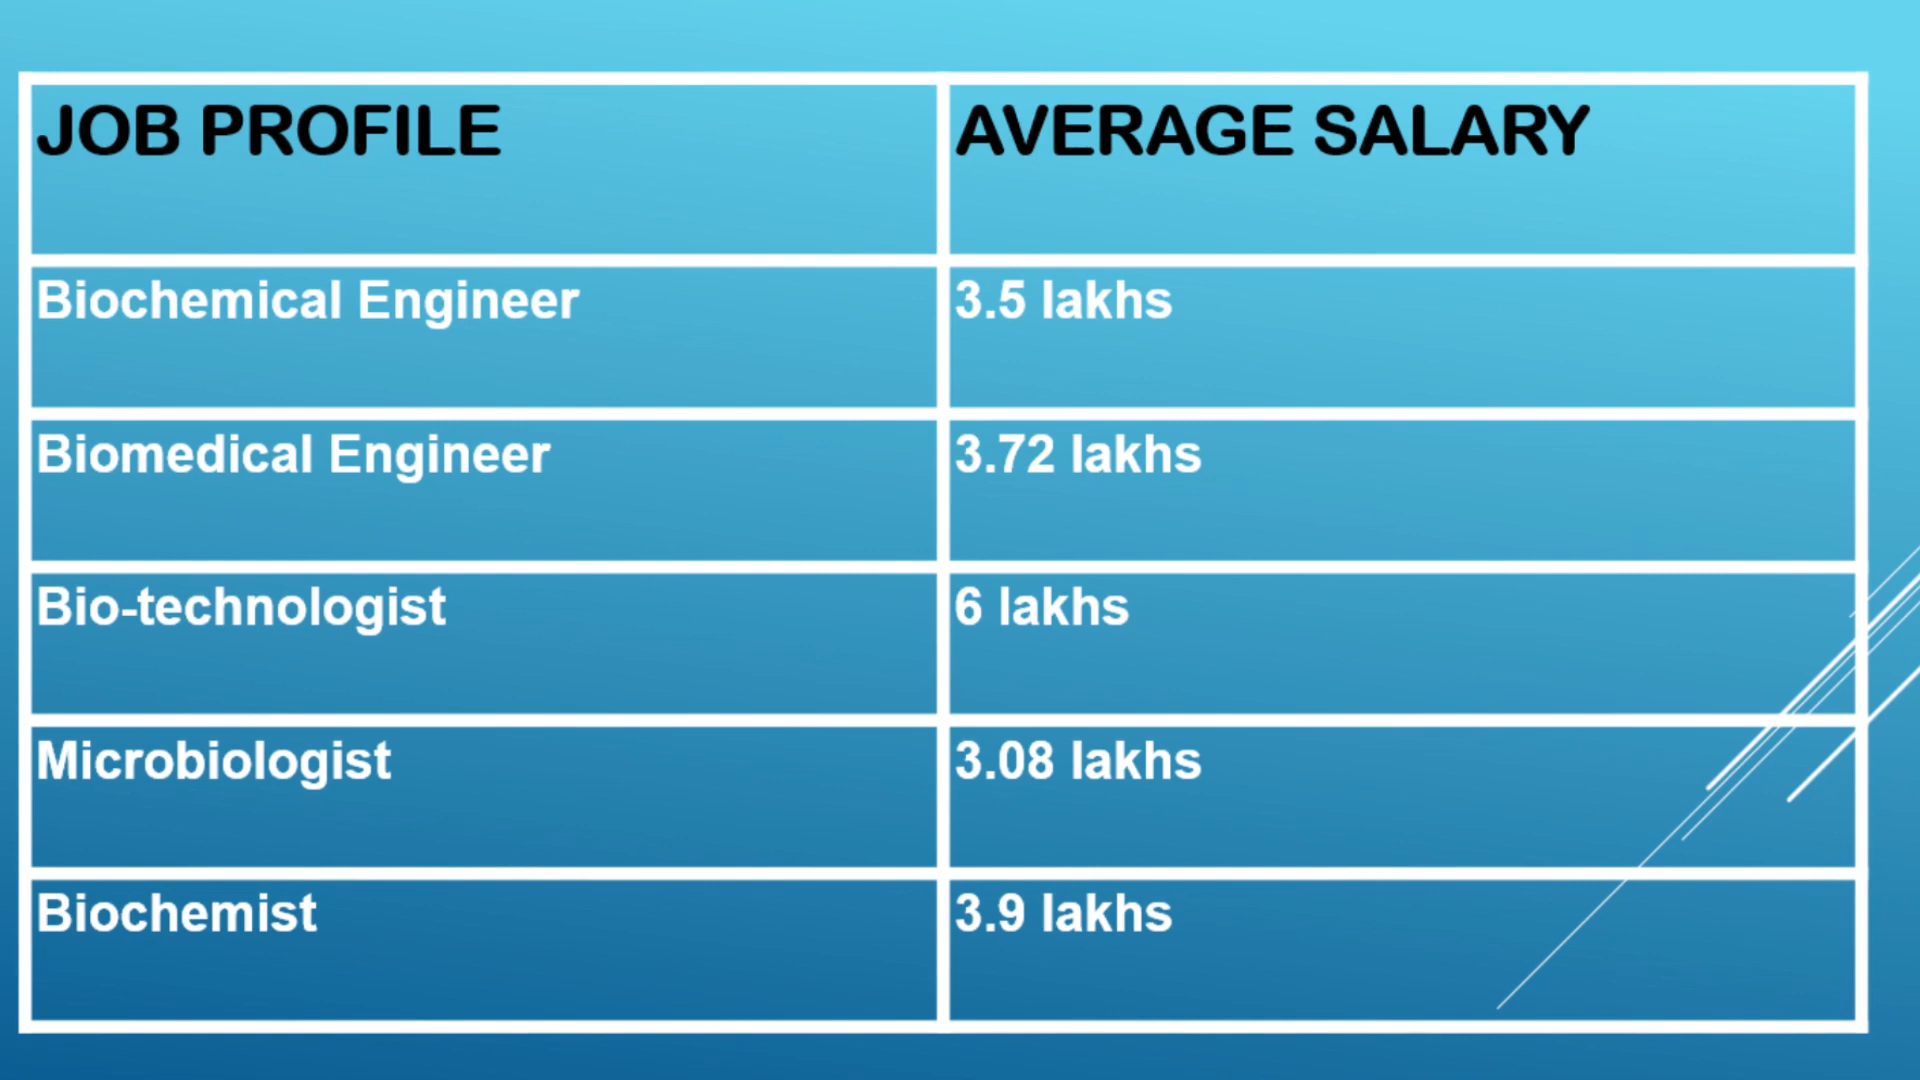 JOB PROFILE
AVERAGE SALARY
Biochemical Engineer
3.5 lakhs
Biomedical Engineer
3.72 lakhs
Bio-technologist
6 lakhs
Microbiologist
3.08 lakhs
Biochemist
3.9 lakhs